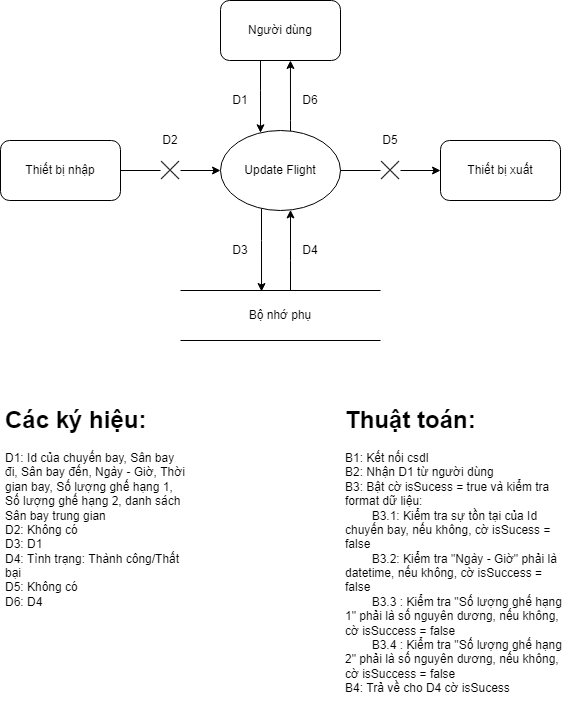 Người dùng
D1
D6
D2
D5
Thiết bị nhập
Update Flight
Thiết bị xuất
D3
D4
Bộ nhớ phụ
Các ký hiệu:
D1: Id của chuyến bay, Sân bay
đi, Sân bay đến, Ngày - Giờ, Thời
gian bay, Số lượng ghế hạng 1,
Số lượng ghế hạng 2, danh sách
Sân bay trung gian
D2: Không có
D3: D1
D4: Tình trạng: Thành công/Thất
bại
D5: Không có
D6: D4
Thuật toán:
B1: Kết nối csdl
B2: Nhận D1 từ người dùng
B3: Bật cờ isSucess = true và kiểm tra
format dữ liệu:
B3.1: Kiểm tra sự tồn tại của Id
chuyến bay, nếu không, cờ isSucess =
false
B3.2: Kiểm tra "Ngày - Giờ" phải là
datetime, nếu không, cờ isSuccess =
false
B3.3 : Kiểm tra "Số lượng ghế hạng
1" phải là số nguyên dương, nếu không,
cờ isSuccess = false
B3.4 : Kiểm tra "Số lượng ghế hạng
2" phải là số nguyên dương, nếu không,
cờ isSuccess = false
B4: Trả về cho D4 cờ isSucess